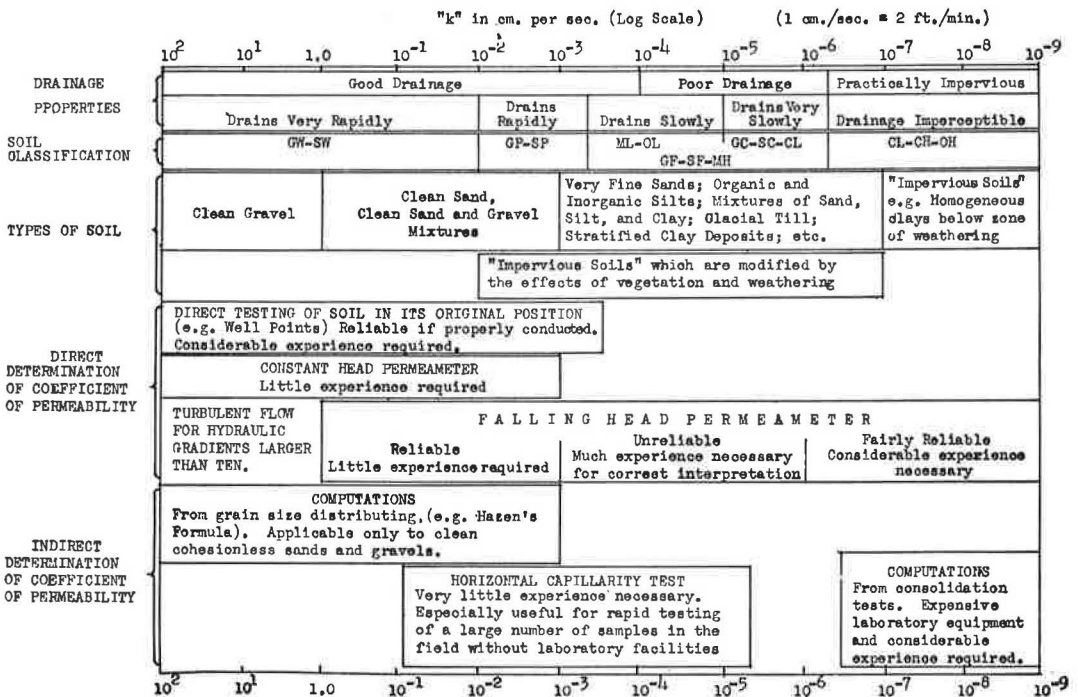 "k" in cm. per sec. (Log Scale) (1 cm./sec. = 2 ft./min.)
10² 10¹ 1.0 10⁻¹ 10⁻² 10⁻³ 10⁻⁴ 10⁻⁵ 10⁻⁶ 10⁻⁷ 10⁻⁸ 10⁻⁹
DRAINAGE
PPOPERTIES
Good Drainage
Poor Drainage
Practically Impervious
Drains Very Rapidly
Drains
Rapidly
Drains Slowly
Drains Very
Slowly
Drainage Imperceptible
SOIL
CLASSIFICATION
GW-SW
GP-SP
ML-OL
GC-SC-CL
GF-SF-MH
CL-CH-OH
TYPES OF SOIL
Clean Gravel
Clean Sand,
Clean Sand and Gravel
Mixtures
Very Fine Sands; Organic and
Inorganic Silts; Mixtures of Sand,
Silt, and Clay; Glacial Till;
Stratified Clay Deposits; etc.
"Impervious Soils"
e.g. Homogeneous
clays below zone
of weathering
"Impervious Soils" which are modified by
the effects of vegetation and weathering
DIRECT
DETERMINATION
OF COEFFICIENT
OF PERMEABILITY
DIRECT TESTING OF SOIL IN ITS ORIGINAL POSITION
(e.g. Well Points) Reliable if properly conducted.
Considerable experience required.
CONSTANT HEAD PERMEAMETER
Little experience required
TURBULENT FLOW
FOR HYDRAULIC
GRADIENTS LARGER
THAN TEN.
FALLING HEAD PERMEAMETER
Reliable
Little experience required
Unreliable
Much experience necessary
for correct interpretation
Fairly Reliable
Considerable experience
necessary
INDIRECT
DETERMINATION
OF COEFFICIENT
OF PERMEABILITY
COMPUTATIONS
From grain size distributing, (e.g. Hazen's
Formula). Applicable only to clean
cohesionless sands and gravels.
HORIZONTAL CAPILLARITY TEST
Very little experience necessary.
Especially useful for rapid testing
of a large number of samples in the
field without laboratory facilities
COMPUTATIONS
From consolidation
tests. Expensive
laboratory equipment
and considerable
experience required.
10² 10¹ 1.0 10⁻¹ 10⁻² 10⁻³ 10⁻⁴ 10⁻⁵ 10⁻⁶ 10⁻⁷ 10⁻⁸ 10⁻⁹